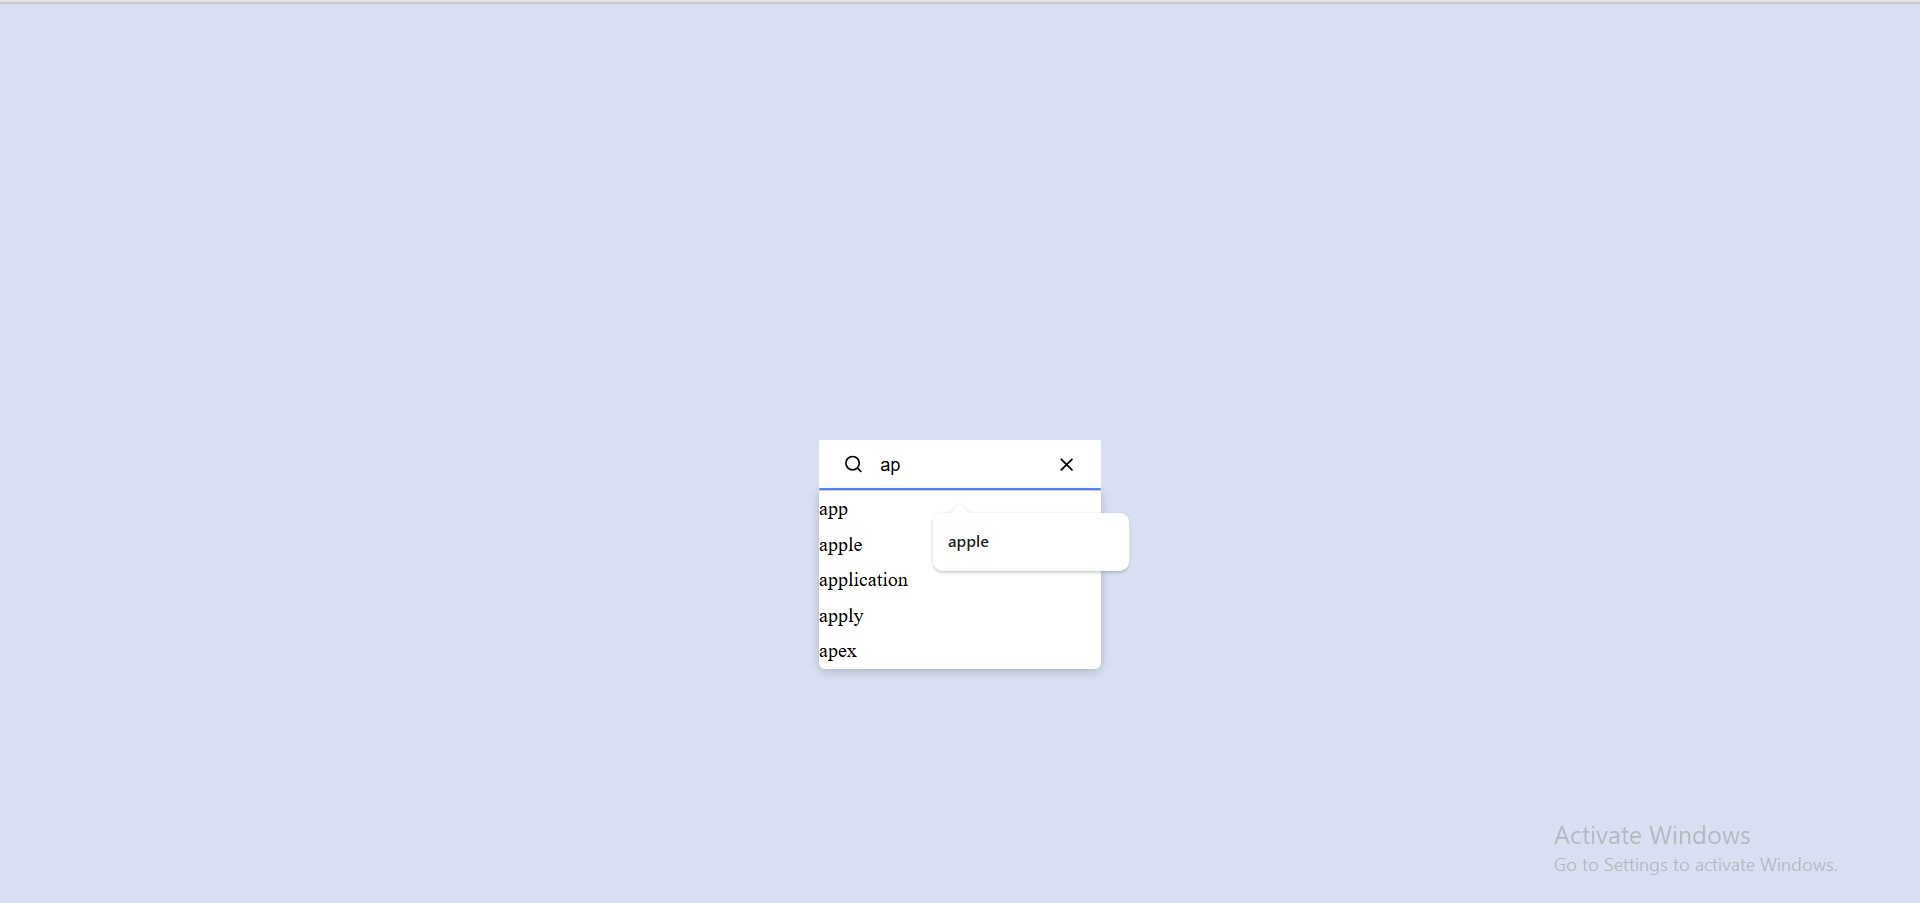 ap
app
apple
apple
application
apply
apex
Activate Windows
Go to Settings to activate Windows.